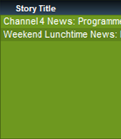 Story Title
Channel 4 News: Programme
Weekend Lunchtime News: